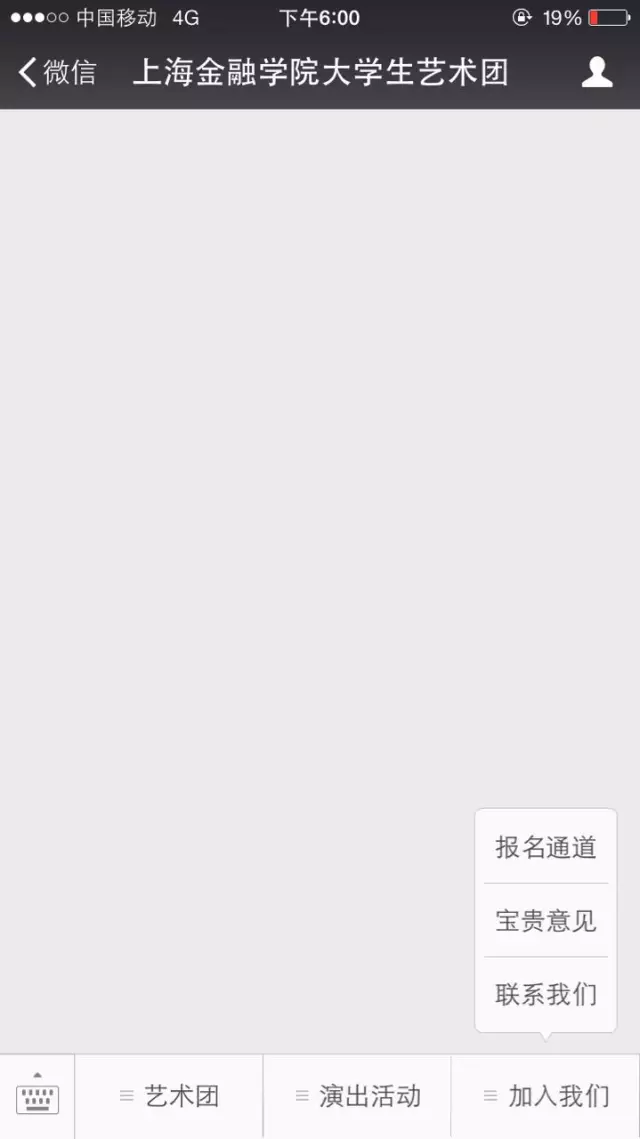 中国移动 4G 下午6:00 19%
微信 上海金融学院大学生艺术团
报名通道
宝贵意见
联系我们
艺术团 演出活动 加入我们